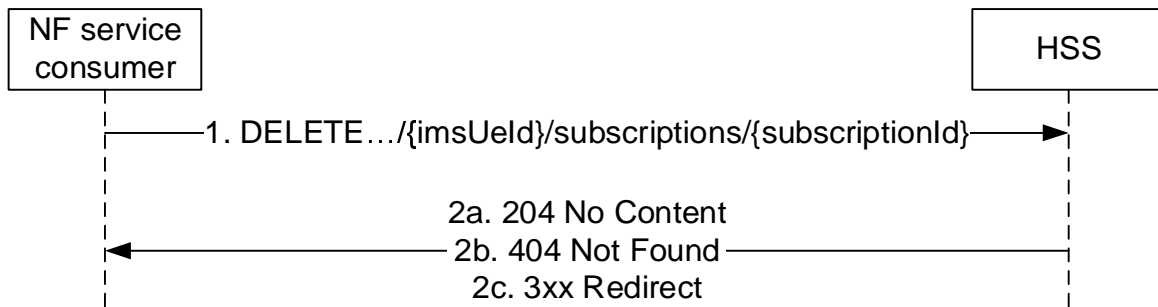 NF service
consumer
HSS
1. DELETE…/{imsUeId}/subscriptions/{subscriptionId}
2a. 204 No Content
2b. 404 Not Found
2c. 3xx Redirect